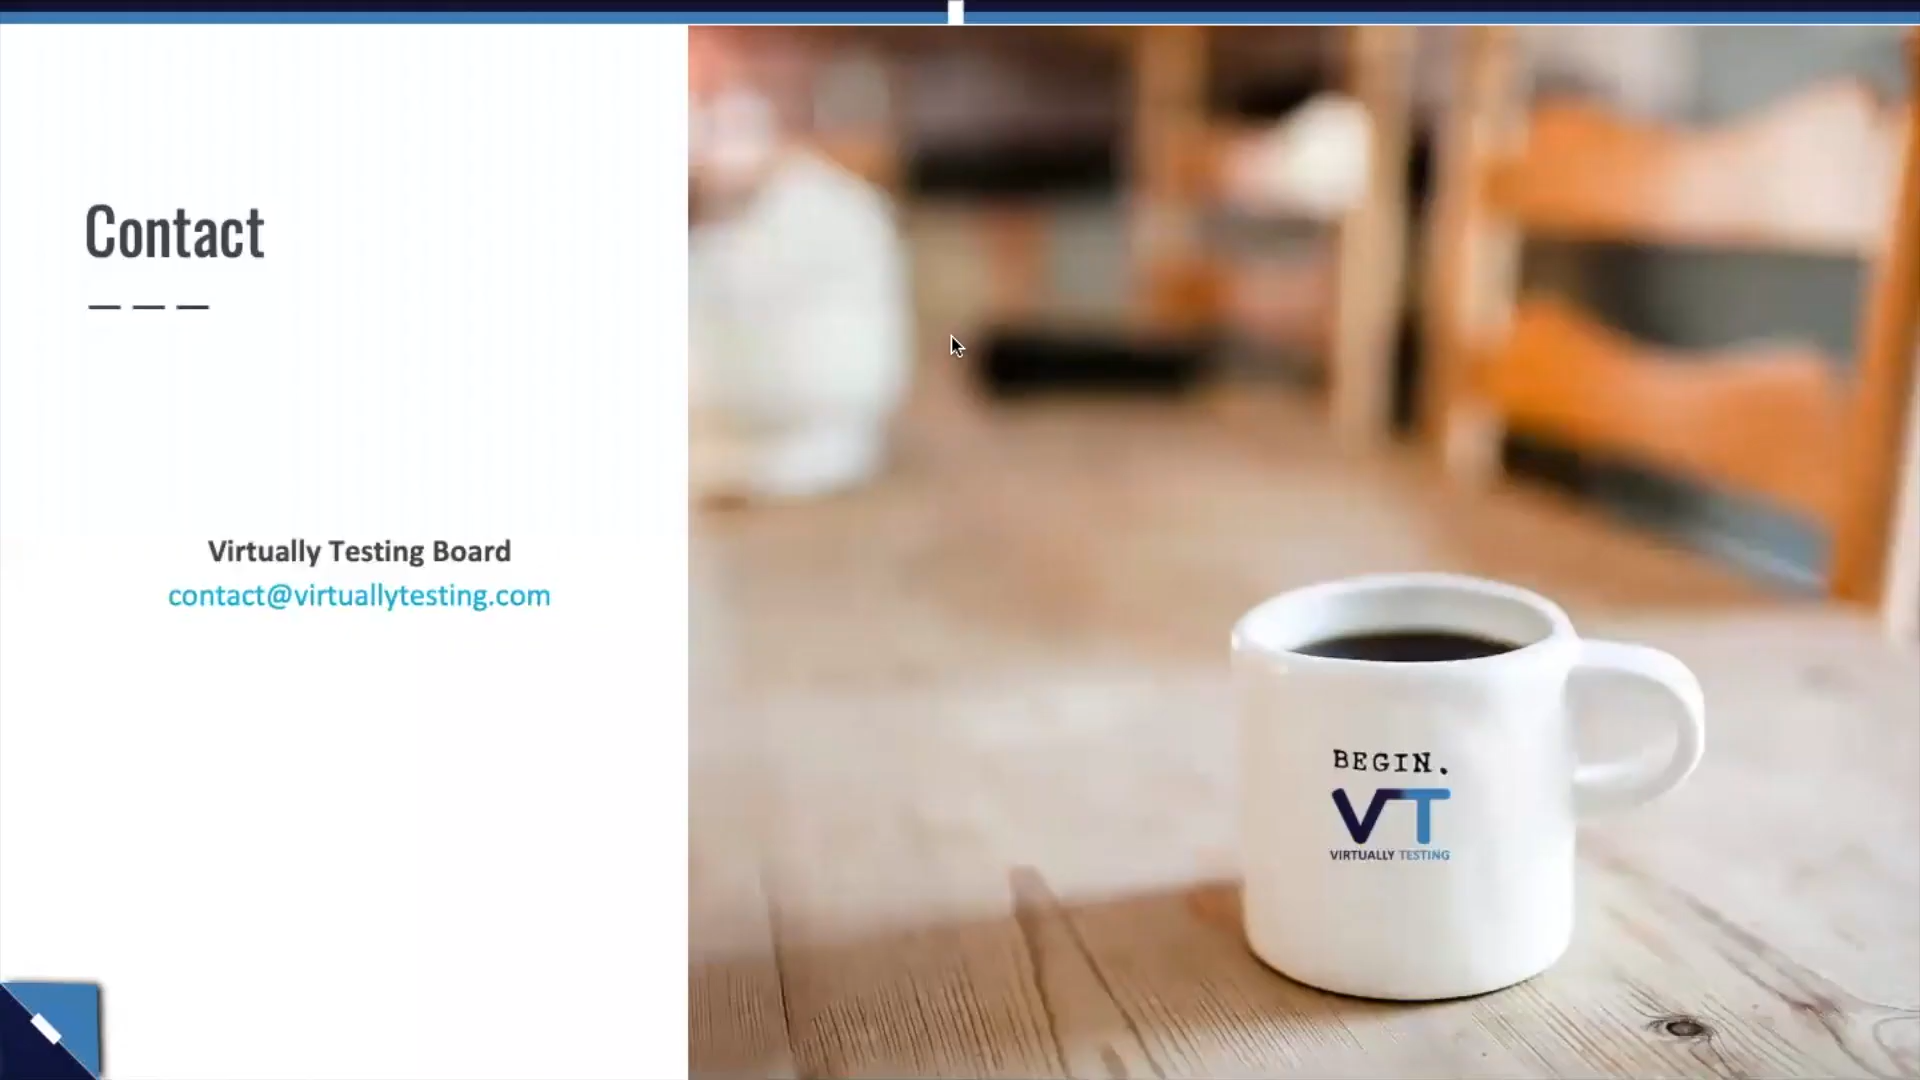 Contact
Virtually Testing Board
contact@virtuallytesting.com
BEGIN.
VT
VIRTUALLY TESTING